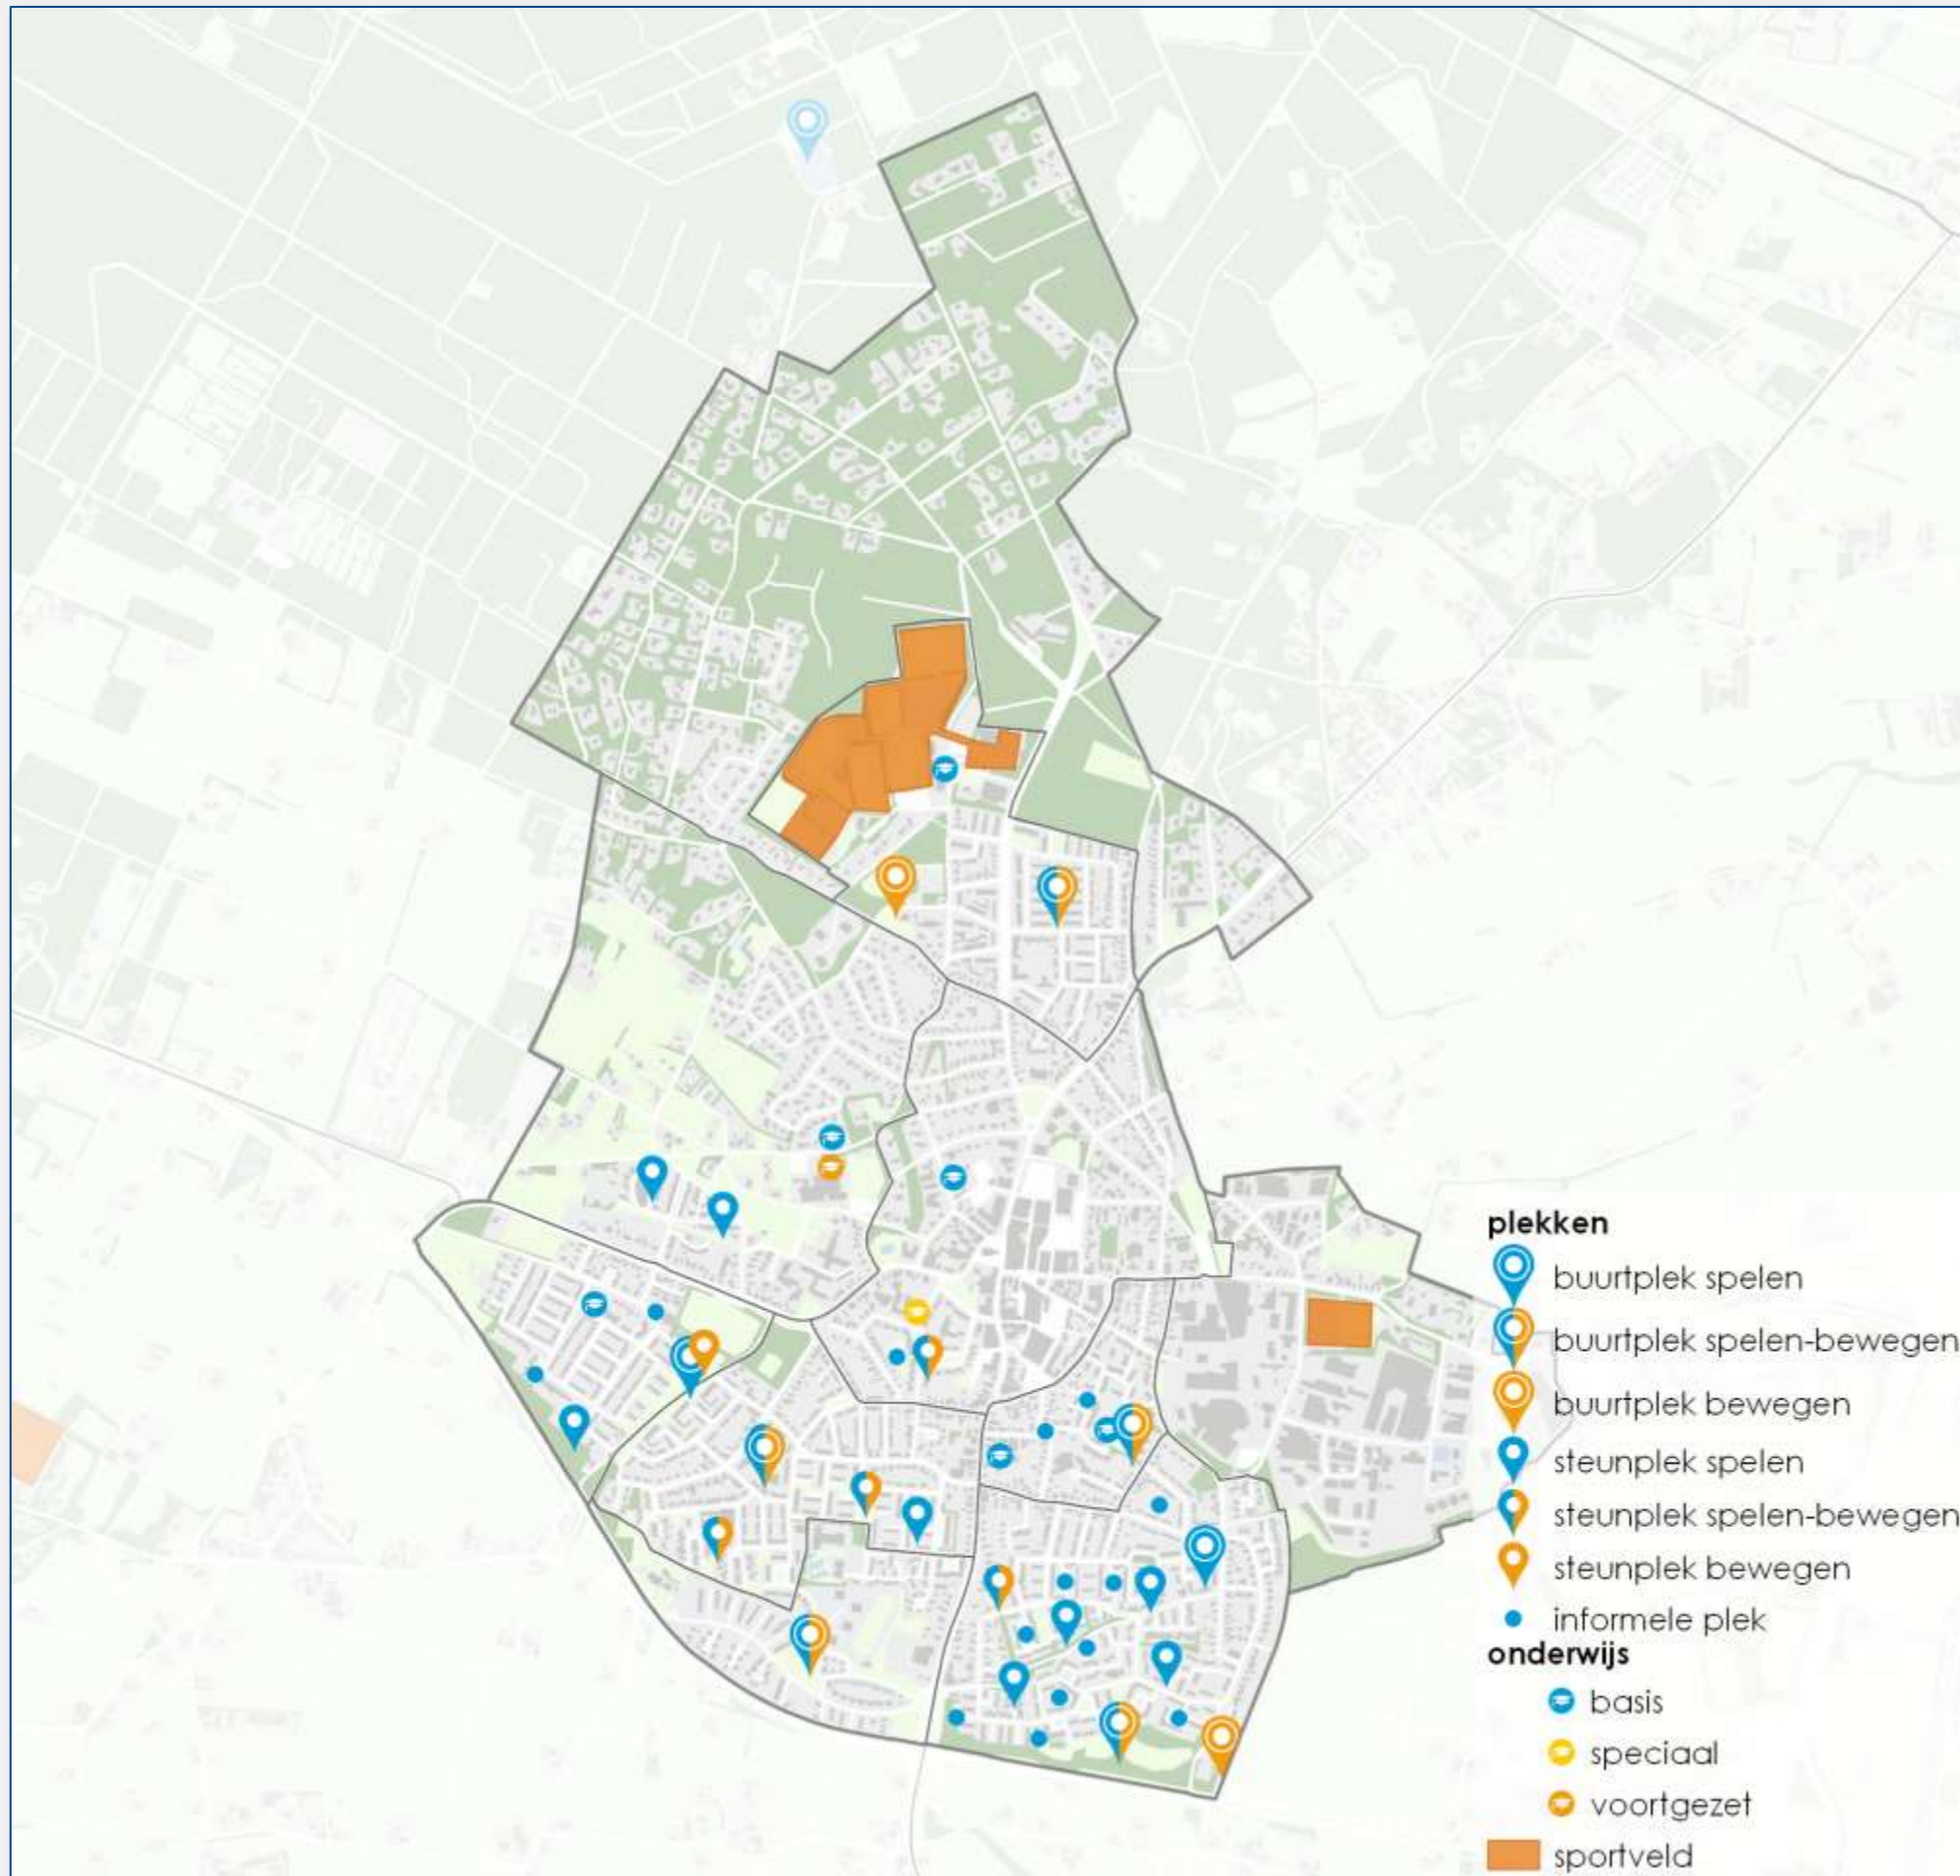 plekken
buurtplek spelen
buurtplek spelen-bewegen
buurtplek bewegen
steunplek spelen
steunplek spelen-bewegen
steunplek bewegen
informele plek
onderwijs
basis
speciaal
voortgezet
sportveld